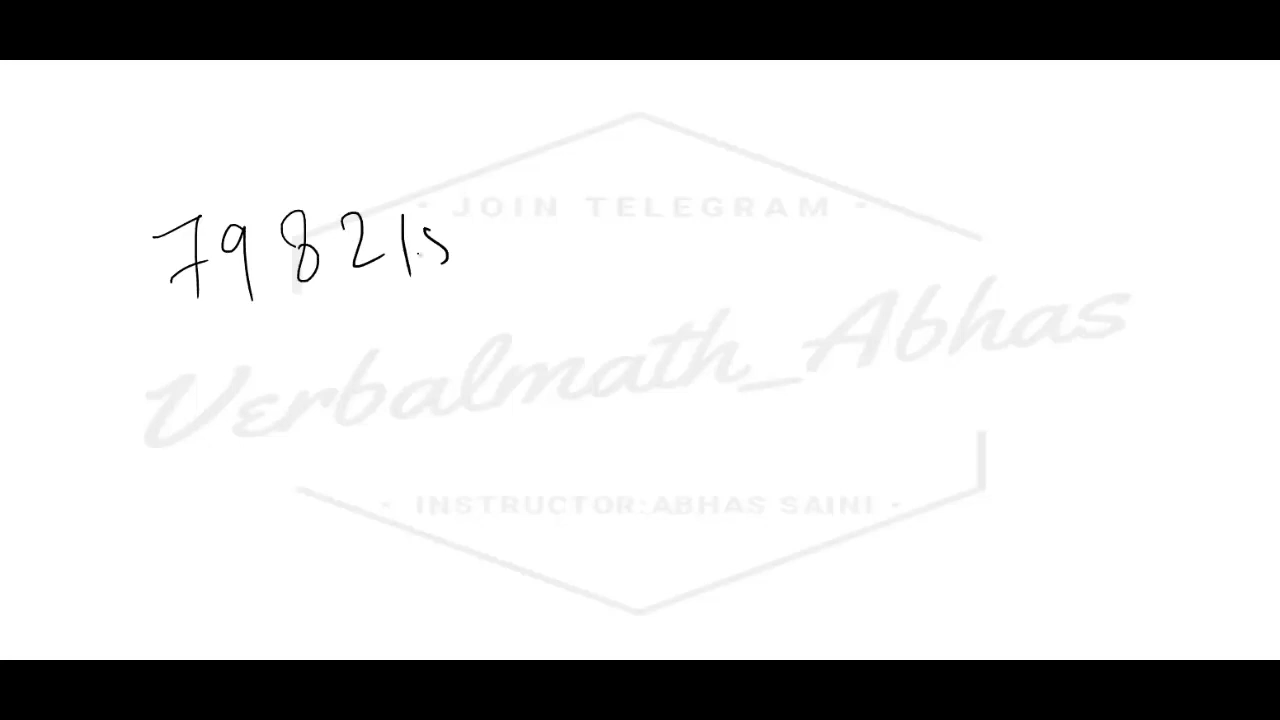 · JOIN TELEGRAM ·
798215
Verbalmath_Abhas
· INSTRUCTOR:ABHAS SAINI ·